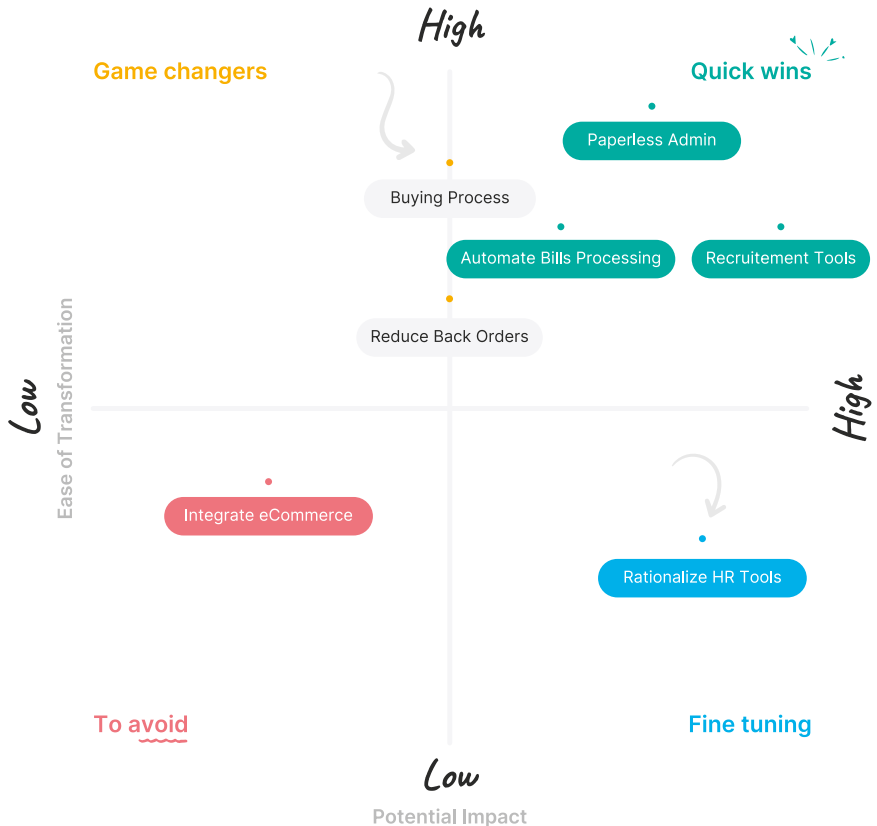 High
Game changers
Quick wins
Paperless Admin
Buying Process
Automate Bills Processing
Recruitement Tools
Reduce Back Orders
Low
Ease of Transformation
High
Integrate eCommerce
Rationalize HR Tools
To avoid
Fine tuning
Low
Potential Impact